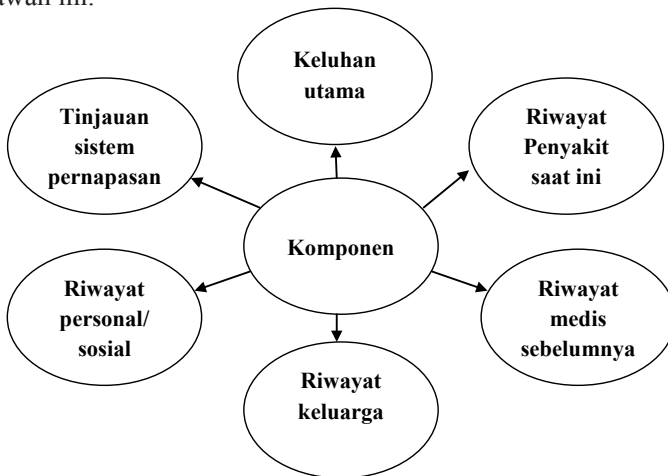 awah ini.
Keluhan
utama
Tinjauan
sistem
pernapasan
Riwayat
Penyakit
saat ini
Komponen
Riwayat
personal/
sosial
Riwayat
medis
sebelumnya
Riwayat
keluarga